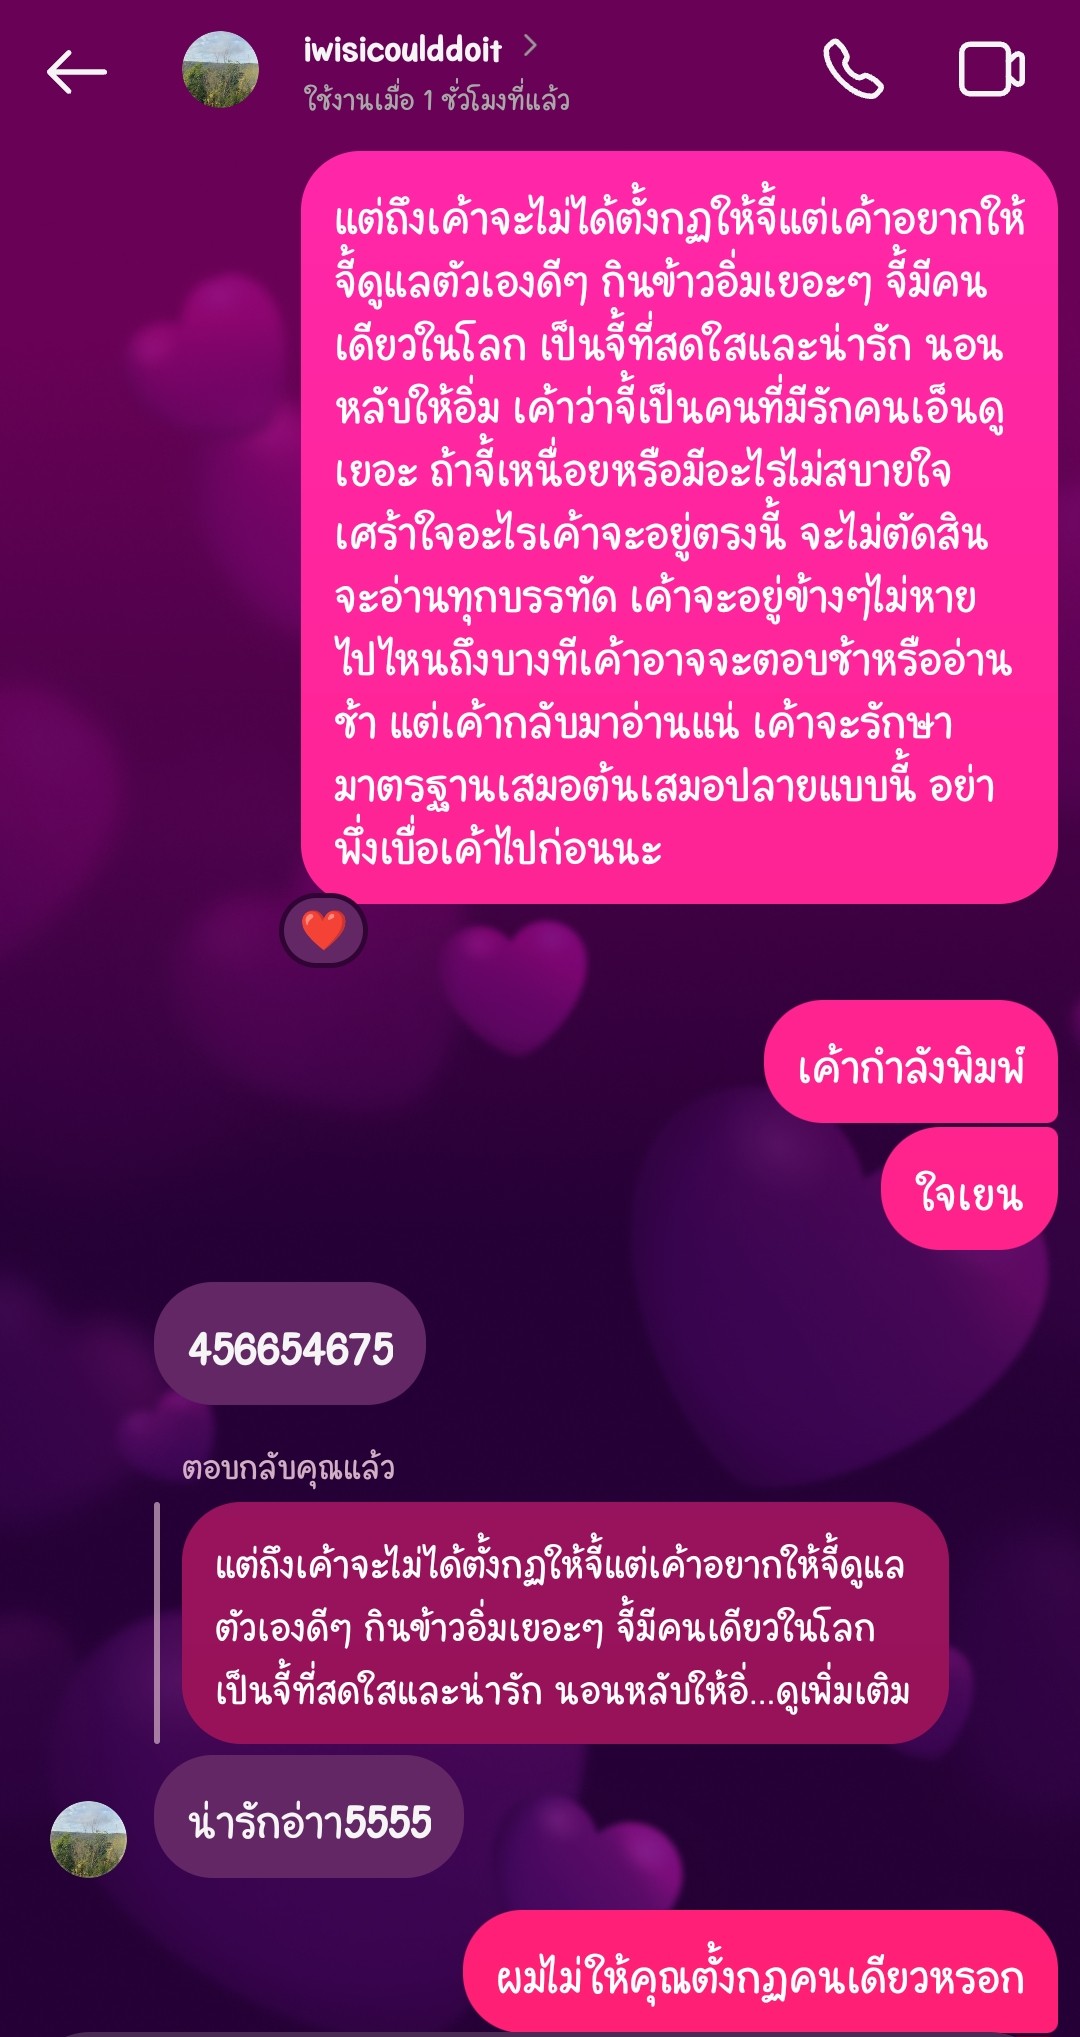 iwisicoulddoit
ใช้งานเมื่อ 1 ชั่วโมงที่แล้ว
แต่ถึงเค้าจะไม่ได้ตั้งกฏให้จี้แต่เค้าอยากให้
จี้ดูแลตัวเองดีๆ กินข้าวอิ่มเยอะๆ จี้มีคน
เดียวในโลก เป็นจี้ที่สดใสและน่ารัก นอน
หลับให้อิ่ม เค้าว่าจี้เป็นคนที่มีรักคนเอ็นดู
เยอะ ถ้าจี้เหนื่อยหรือมีอะไรไม่สบายใจ
เศร้าใจอะไรเค้าจะอยู่ตรงนี้ จะไม่ตัดสิน
จะอ่านทุกบรรทัด เค้าจะอยู่ข้างๆไม่หาย
ไปไหนถึงบางทีเค้าอาจจะตอบช้าหรืออ่าน
ช้า แต่เค้ากลับมาอ่านแน่ เค้าจะรักษา
มาตรฐานเสมอต้นเสมอปลายแบบนี้ อย่า
พึ่งเบื่อเค้าไปก่อนนะ
เค้ากำลังพิมพ์
ใจเยน
456654675
ตอบกลับคุณแล้ว
แต่ถึงเค้าจะไม่ได้ตั้งกฏให้จี้แต่เค้าอยากให้จี้ดูแล
ตัวเองดีๆ กินข้าวอิ่มเยอะๆ จี้มีคนเดียวในโลก
เป็นจี้ที่สดใสและน่ารัก นอนหลับให้อิ่...ดูเพิ่มเติม
น่ารักอ่าา5555
ผมไม่ให้คุณตั้งกฏคนเดียวหรอก